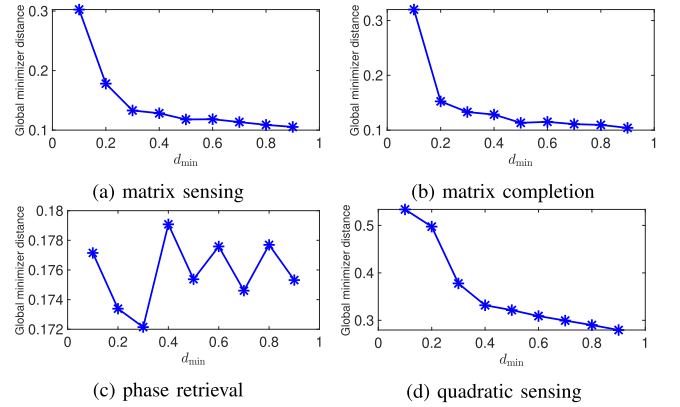 Global minimizer distance
0.3
0.2
0.1
0 0.2 0.4 0.6 0.8 1
d_min
(a) matrix sensing
Global minimizer distance
0.3
0.2
0.1
0 0.2 0.4 0.6 0.8 1
d_min
(b) matrix completion
Global minimizer distance
0.18
0.178
0.176
0.174
0.172
0 0.2 0.4 0.6 0.8 1
d_min
(c) phase retrieval
Global minimizer distance
0.5
0.4
0.3
0 0.2 0.4 0.6 0.8 1
d_min
(d) quadratic sensing